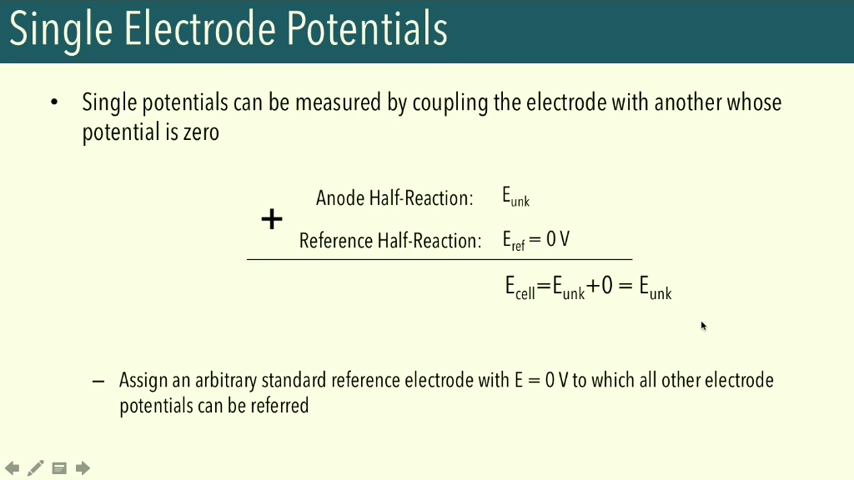 Single Electrode Potentials
• Single potentials can be measured by coupling the electrode with another whose
potential is zero
Anode Half-Reaction: E_unk
+
Reference Half-Reaction: E_ref = 0 V
E_cell=E_unk+0 = E_unk
– Assign an arbitrary standard reference electrode with E = 0 V to which all other electrode
potentials can be referred